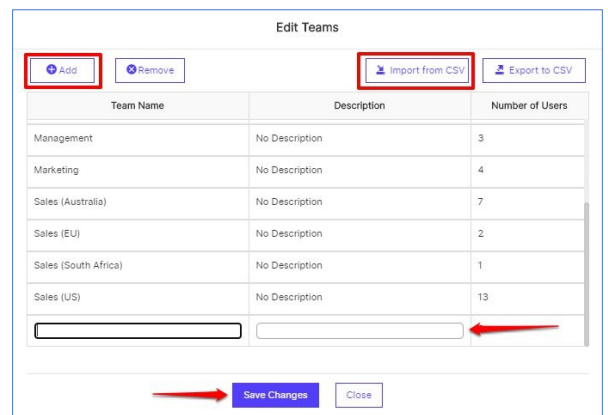 Edit Teams
Add Remove Import from CSV Export to CSV
Team Name Description Number of Users
Management No Description 3
Marketing No Description 4
Sales (Australia) No Description 7
Sales (EU) No Description 2
Sales (South Africa) No Description 1
Sales (US) No Description 13
Save Changes Close